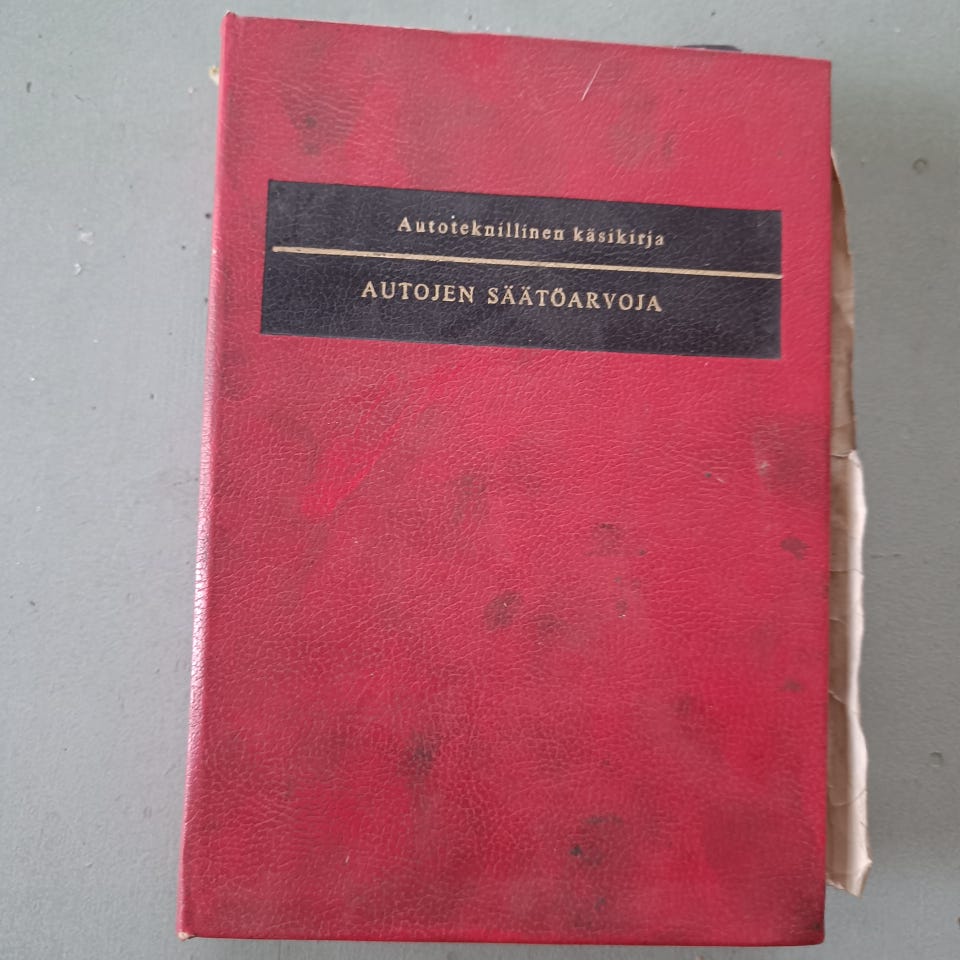 Autoteknillinen käsikirja
AUTOJEN SÄÄTÖARVOJA